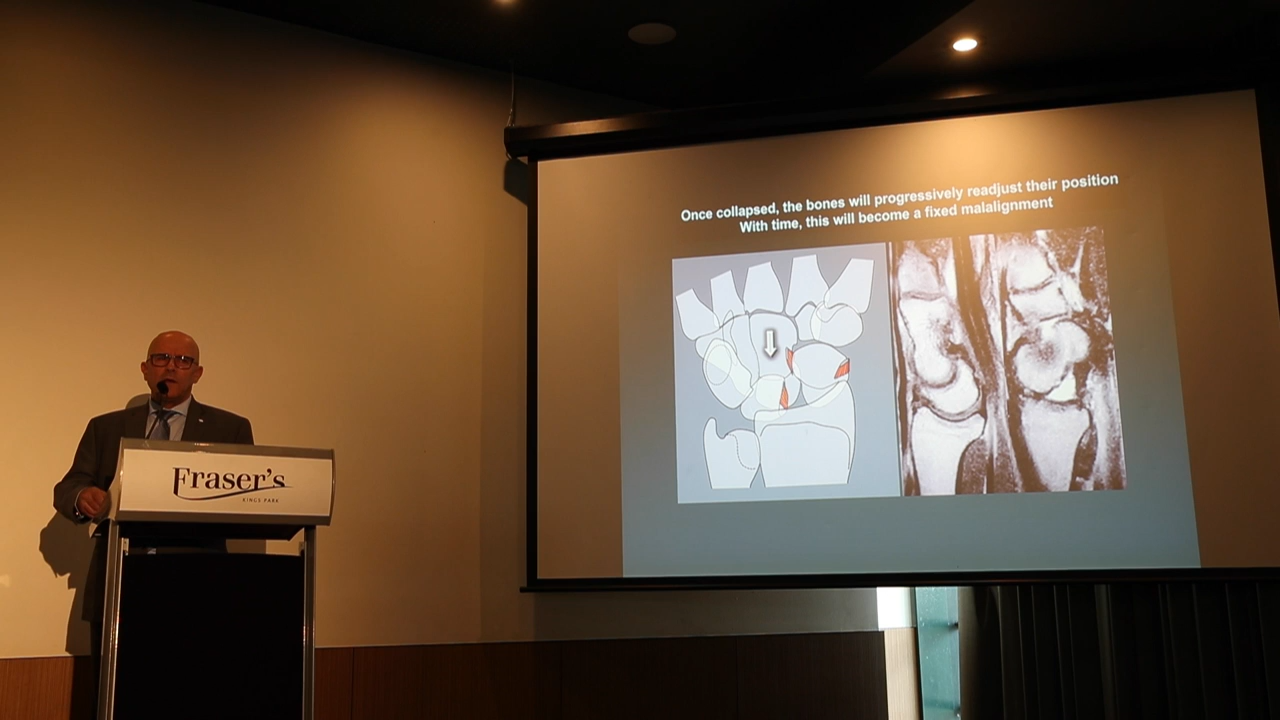 Once collapsed, the bones will progressively readjust their position
With time, this will become a fixed malalignment
Fraser's
KINGS PARK